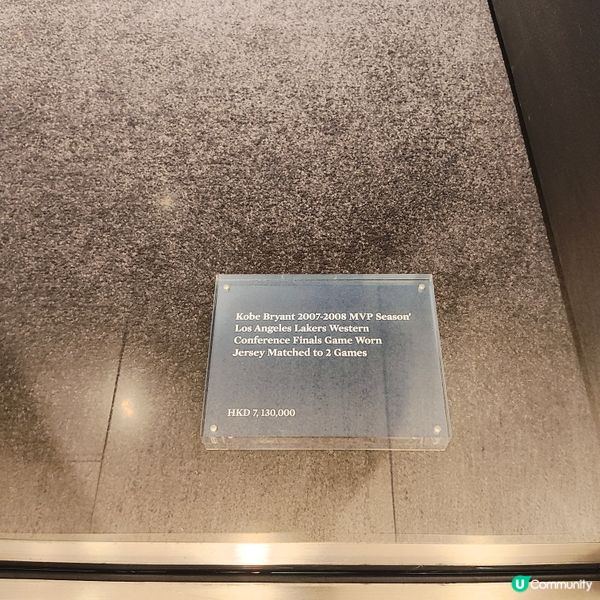 Kobe Bryant 2007-2008 MVP Season'
Los Angeles Lakers Western
Conference Finals Game Worn
Jersey Matched to 2 Games
HKD 7, 130,000
U Community